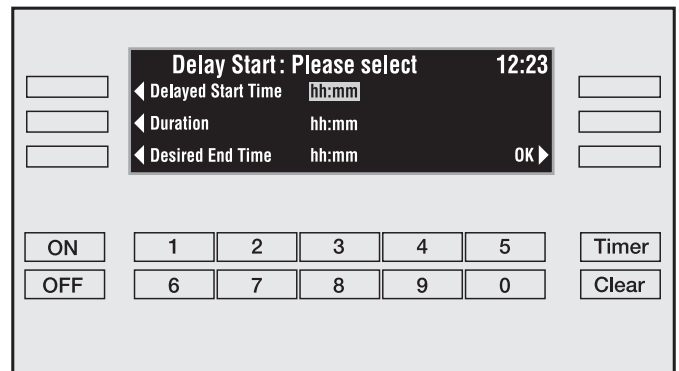 Delay Start: Please select 12:23
Delayed Start Time hh:mm
Duration hh:mm
Desired End Time hh:mm OK
ON 1 2 3 4 5 Timer
OFF 6 7 8 9 0 Clear